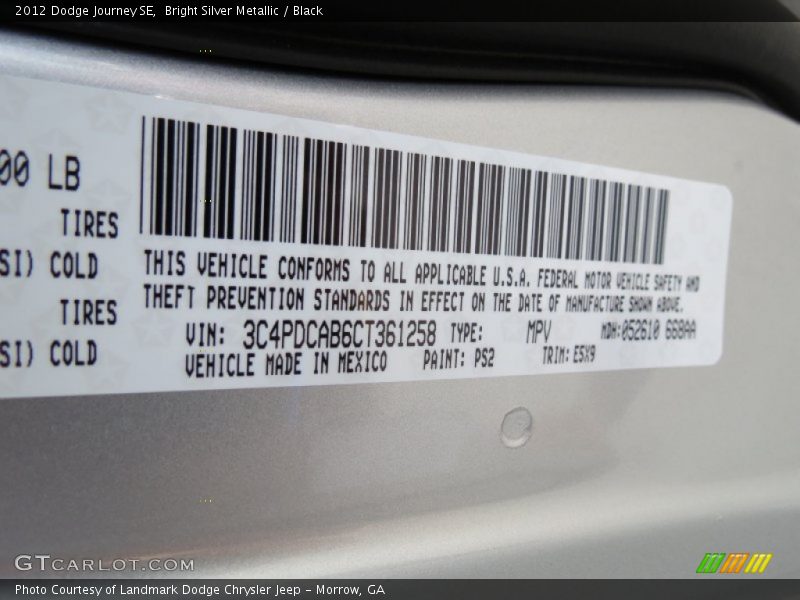 2012 Dodge Journey SE, Bright Silver Metallic / Black
00 LB
TIRES
SI) COLD
TIRES
SI) COLD
THIS VEHICLE CONFORMS TO ALL APPLICABLE U.S.A. FEDERAL MOTOR VEHICLE SAFETY AND
THEFT PREVENTION STANDARDS IN EFFECT ON THE DATE OF MANUFACTURE SHOWN ABOVE.
VIN: 3C4PDCAB6CT361258 TYPE: MPV MDH:052610 668AA
VEHICLE MADE IN MEXICO PAINT: PS2 TRIM: E5X9
GTCARLOT.COM
Photo Courtesy of Landmark Dodge Chrysler Jeep - Morrow, GA